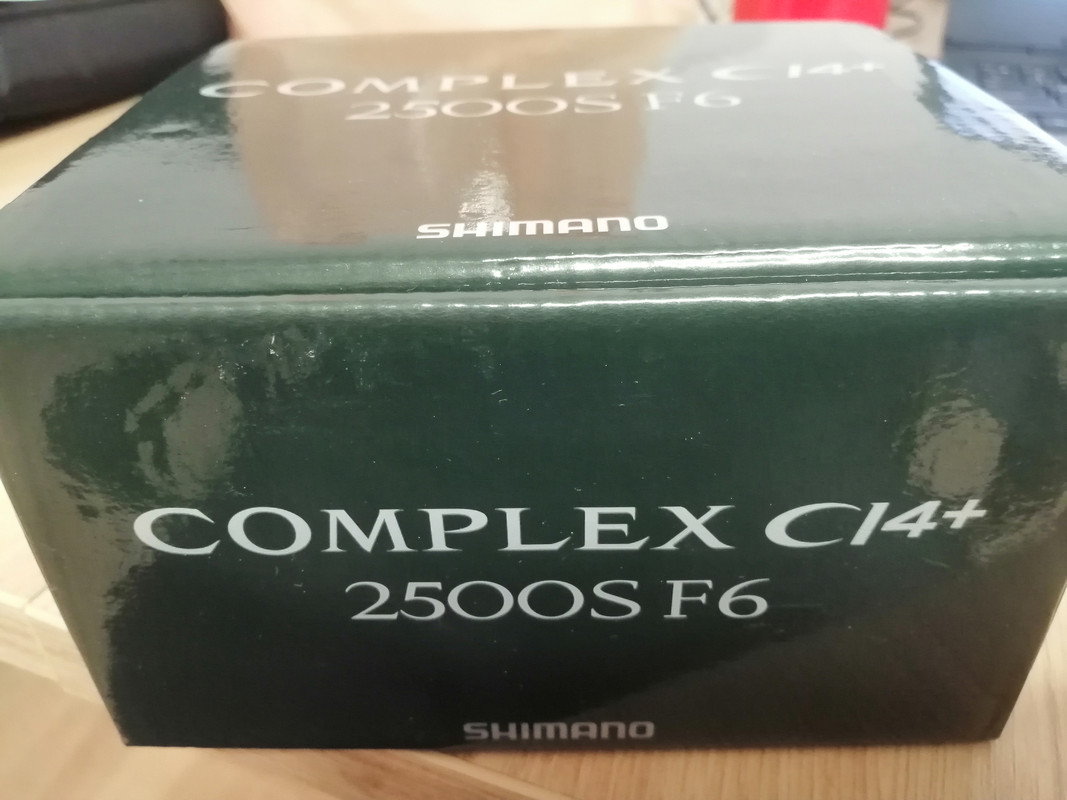 COMPLEX CI4+
2500S F6
SHIMANO
COMPLEX CI4+
2500S F6
SHIMANO